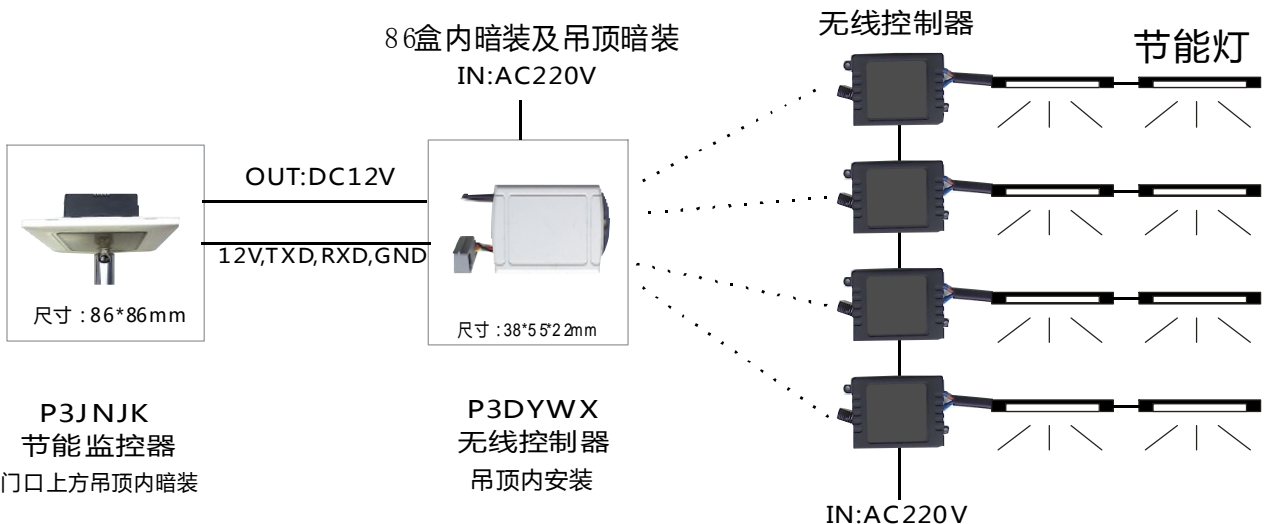 86盒内暗装及吊顶暗装
IN:AC220V
无线控制器
节能灯
OUT:DC12V
12V,TXD,RXD,GND
尺寸:86*86mm
尺寸:38*55*22mm
P3JNJK
节能监控器
门口上方吊顶内暗装
P3DYWX
无线控制器
吊顶内安装
IN:AC220V